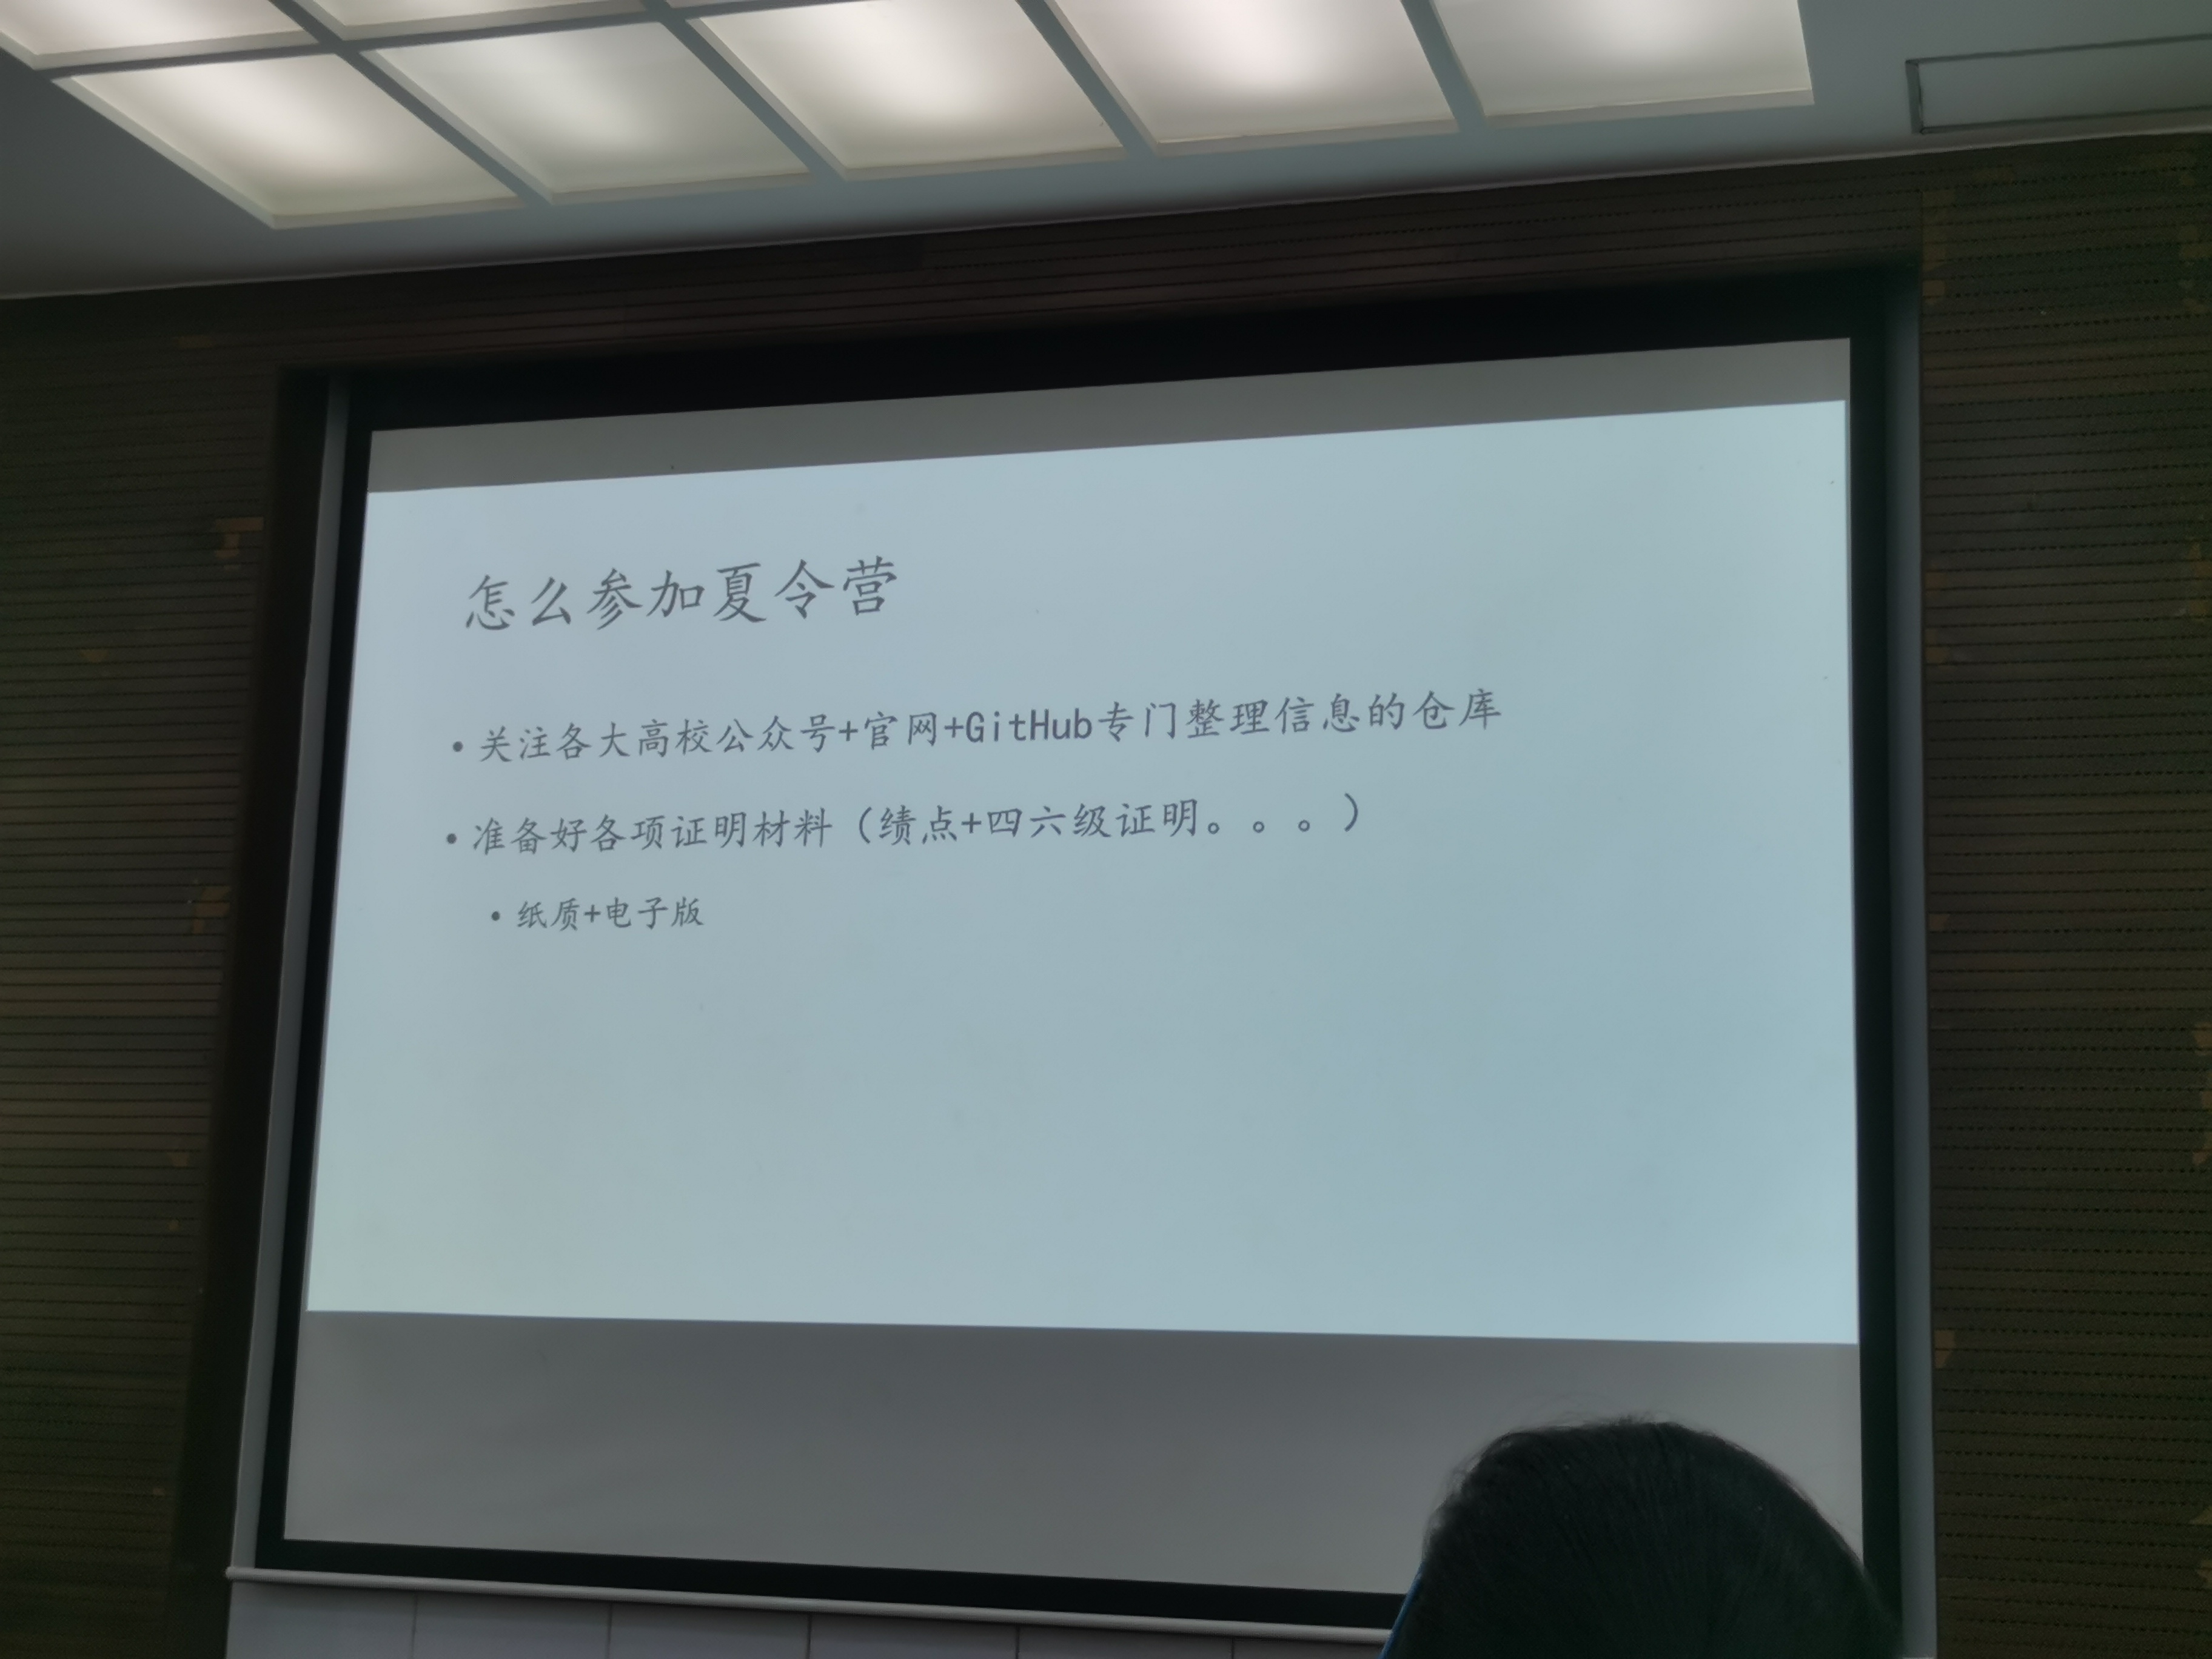 怎么参加夏令营
• 关注各大高校公众号+官网+GitHub专门整理信息的仓库
• 准备好各项证明材料（绩点+四六级证明。。。）
• 纸质+电子版